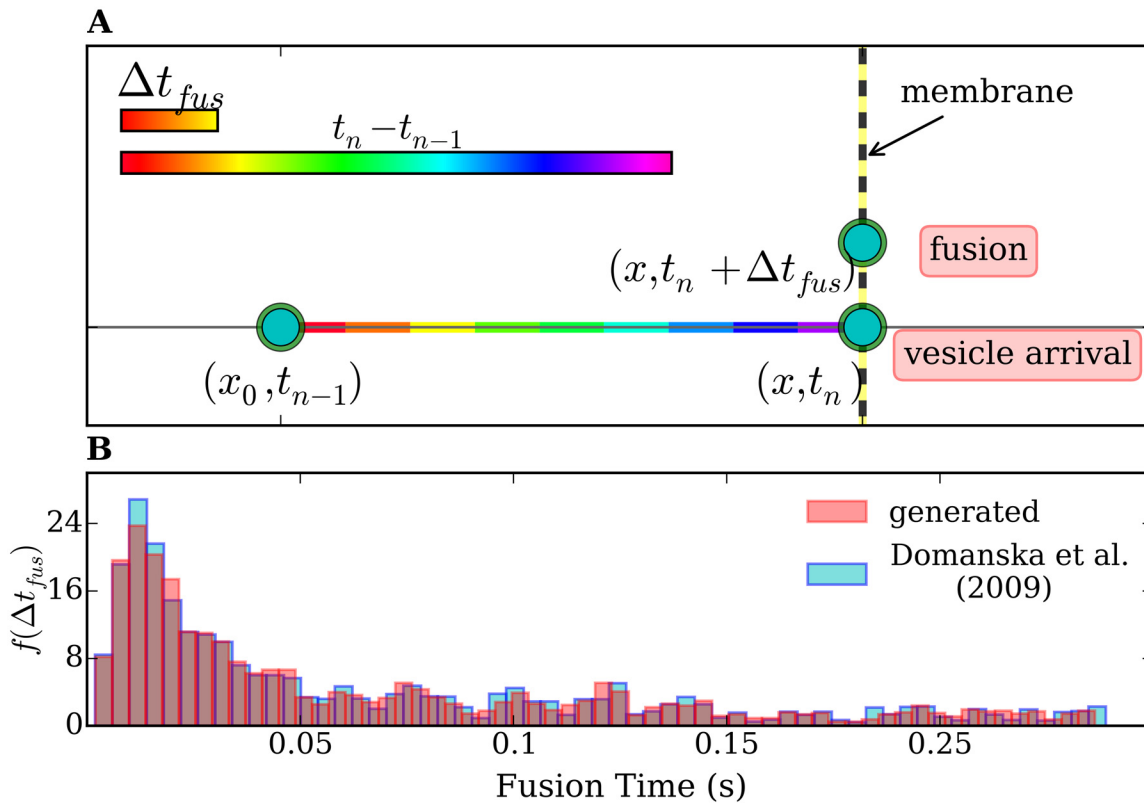 A
Δt_fus
t_n − t_{n−1}
membrane
fusion
(x, t_n + Δt_fus)
vesicle arrival
(x_0, t_{n−1})
(x, t_n)
B
24
16
8
0
f(Δt_fus)
generated
Domanska et al.
(2009)
0.05
0.1
0.15
0.25
Fusion Time (s)